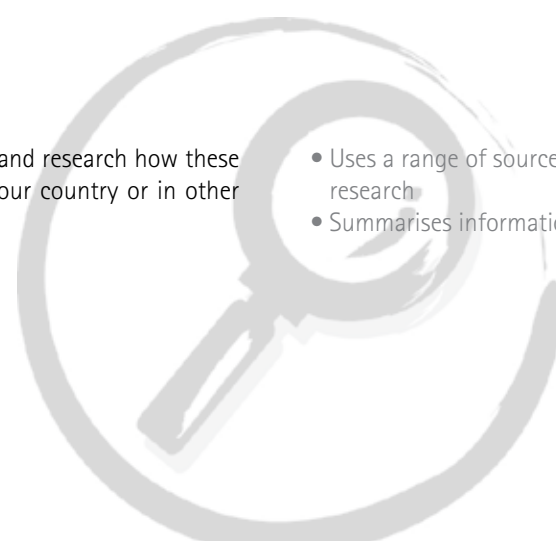 and research how these
our country or in other
• Uses a range of source
research
• Summarises informatio